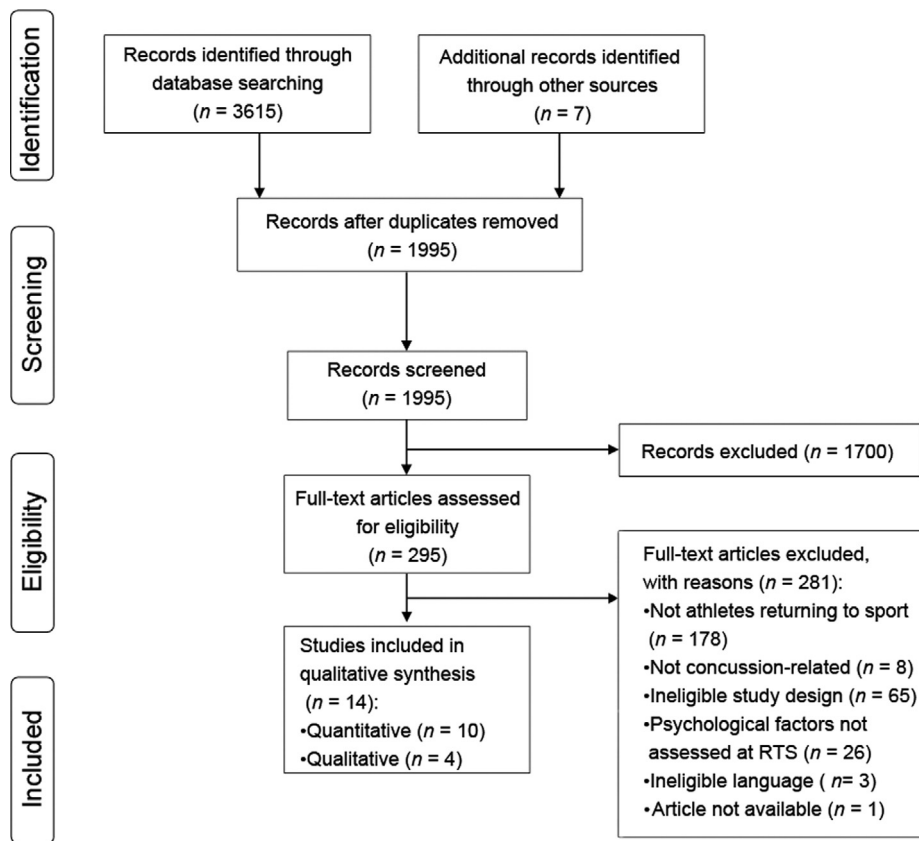 Identification
Records identified through
database searching
(n = 3615)
Additional records identified
through other sources
(n = 7)
Records after duplicates removed
(n = 1995)
Screening
Records screened
(n = 1995)
Records excluded (n = 1700)
Eligibility
Full-text articles assessed
for eligibility
(n = 295)
Full-text articles excluded,
with reasons (n = 281):
•Not athletes returning to sport
(n = 178)
•Not concussion-related (n = 8)
•Ineligible study design (n = 65)
•Psychological factors not
assessed at RTS (n = 26)
•Ineligible language ( n= 3)
•Article not available (n = 1)
Included
Studies included in
qualitative synthesis
(n = 14):
•Quantitative (n = 10)
•Qualitative (n = 4)